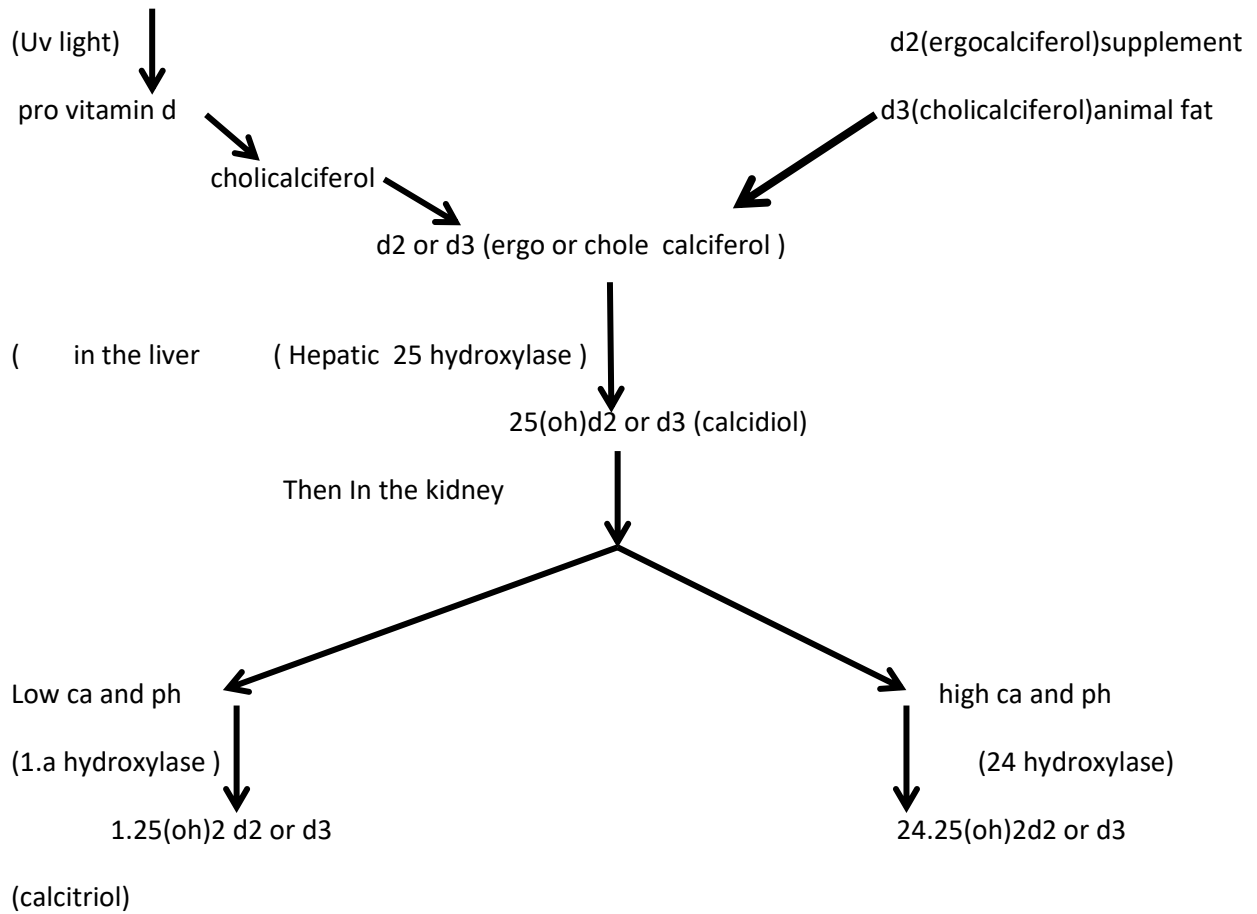 (Uv light) d2(ergocalciferol)supplement
pro vitamin d d3(cholicalciferol)animal fat
cholicalciferol
d2 or d3 (ergo or chole calciferol )
( in the liver ( Hepatic 25 hydroxylase )
25(oh)d2 or d3 (calcidiol)
Then In the kidney
Low ca and ph high ca and ph
(1.a hydroxylase ) (24 hydroxylase)
1.25(oh)2 d2 or d3 24.25(oh)2d2 or d3
(calcitriol)